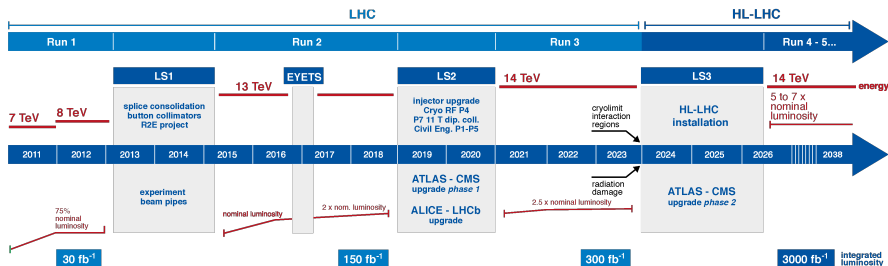 LHC
HL-LHC
Run 1
Run 2
Run 3
Run 4 - 5...
LS1
EYETS
LS2
LS3
7 TeV
8 TeV
13 TeV
14 TeV
14 TeV
energy
splice consolidation
button collimators
R2E project
injector upgrade
Cryo RF P4
P7 11 T dip. coll.
Civil Eng. P1-P5
cryolimit
interaction
regions
HL-LHC
installation
5 to 7 x
nominal
luminosity
2011
2012
2013
2014
2015
2016
2017
2018
2019
2020
2021
2022
2023
2024
2025
2026
2038
experiment
beam pipes
ATLAS - CMS
upgrade phase 1
ALICE - LHCb
upgrade
radiation
damage
ATLAS - CMS
upgrade phase 2
75%
nominal
luminosity
nominal luminosity
2 x nom. luminosity
2.5 x nominal luminosity
30 fb⁻¹
150 fb⁻¹
300 fb⁻¹
3000 fb⁻¹
integrated
luminosity